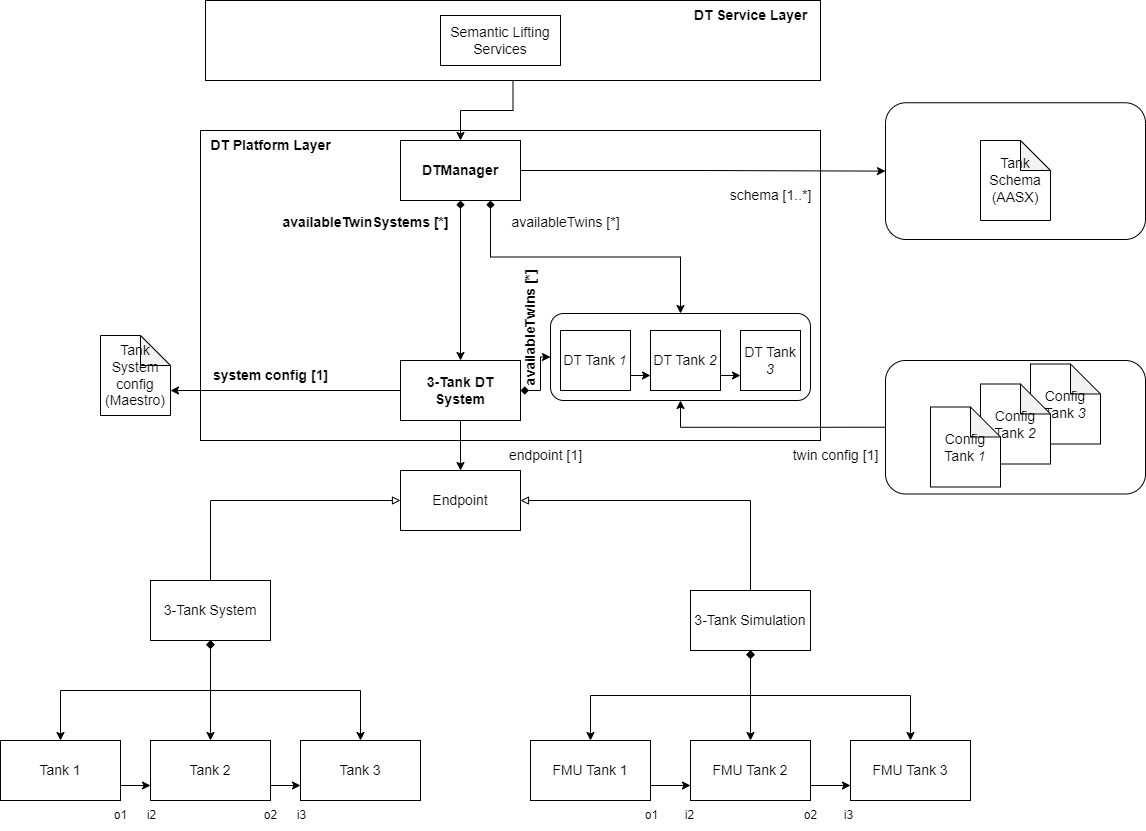 DT Service Layer
Semantic Lifting
Services
DT Platform Layer
DTManager
schema [1..*]
Tank
Schema
(AASX)
availableTwinSystems [*]
availableTwins [*]
availableTwins [*]
Tank
System
config
(Maestro)
system config [1]
3-Tank DT
System
DT Tank 1
DT Tank 2
DT Tank
3
Config
Tank 3
Config
Tank 2
Config
Tank 1
twin config [1]
endpoint [1]
Endpoint
3-Tank System
3-Tank Simulation
Tank 1
Tank 2
Tank 3
FMU Tank 1
FMU Tank 2
FMU Tank 3
o1
i2
o2
i3
o1
i2
o2
i3